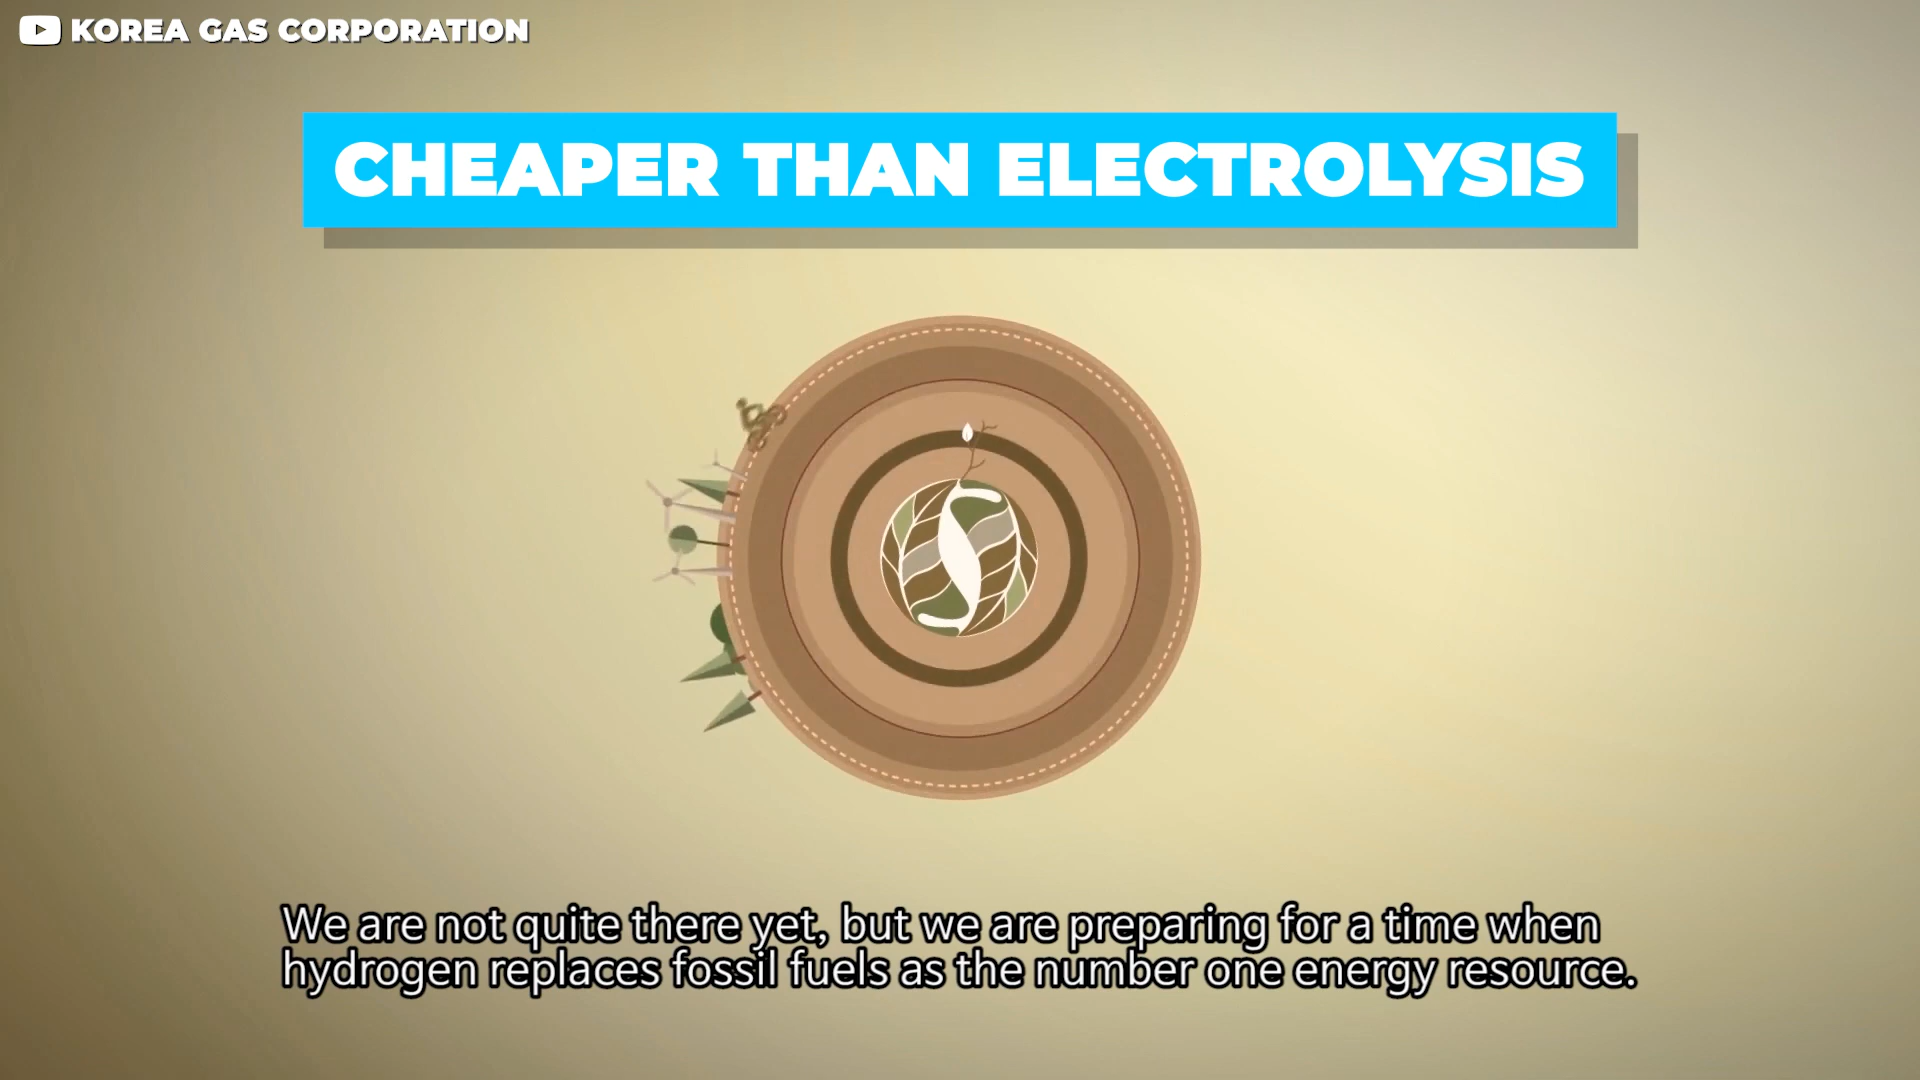 KOREA GAS CORPORATION
CHEAPER THAN ELECTROLYSIS
We are not quite there yet, but we are preparing for a time when
hydrogen replaces fossil fuels as the number one energy resource.